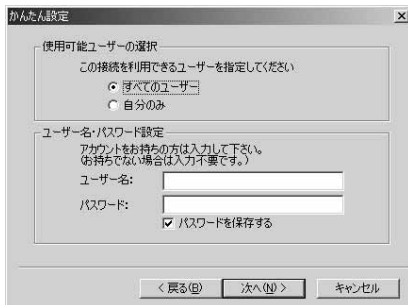 かんたん設定
使用可能ユーザーの選択
この接続を利用できるユーザーを指定してください
すべてのユーザー
自分のみ
ユーザー名・パスワード設定
アカウントをお持ちの方は入力して下さい。
(お持ちでない場合は入力不要です。)
ユーザー名:
パスワード:
パスワードを保存する
< 戻る(B) 次へ(N) > キャンセル